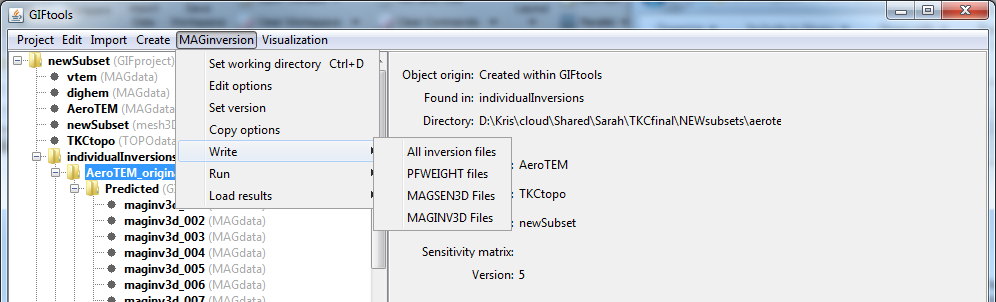 GIFtools
Project Edit Import Create MAGinversion Visualization
newSubset (GIFproject)
vtem (MAGdata)
dighem (MAGdata)
AeroTEM (MAGdata)
newSubset (mesh3D
TKCtopo (TOPOdata
individualInversions
AeroTEM_origina
Predicted (G
maginv3d_
maginv3d_002 (MAGdata)
maginv3d_003 (MAGdata)
maginv3d_004 (MAGdata)
maginv3d_005 (MAGdata)
maginv3d_006 (MAGdata)
maginv3d_007 (MAGdata)
Set working directory Ctrl+D
Edit options
Set version
Copy options
Write
Run
Load results
All inversion files
PFWEIGHT files
MAGSEN3D Files
MAGINV3D Files
Object origin: Created within GIFtools
Found in: individualInversions
Directory: D:\Kris\cloud\Shared\Sarah\TKCfinal\NEWsubsets\aerote
: AeroTEM
: TKCtopo
: newSubset
Sensitivity matrix:
Version: 5